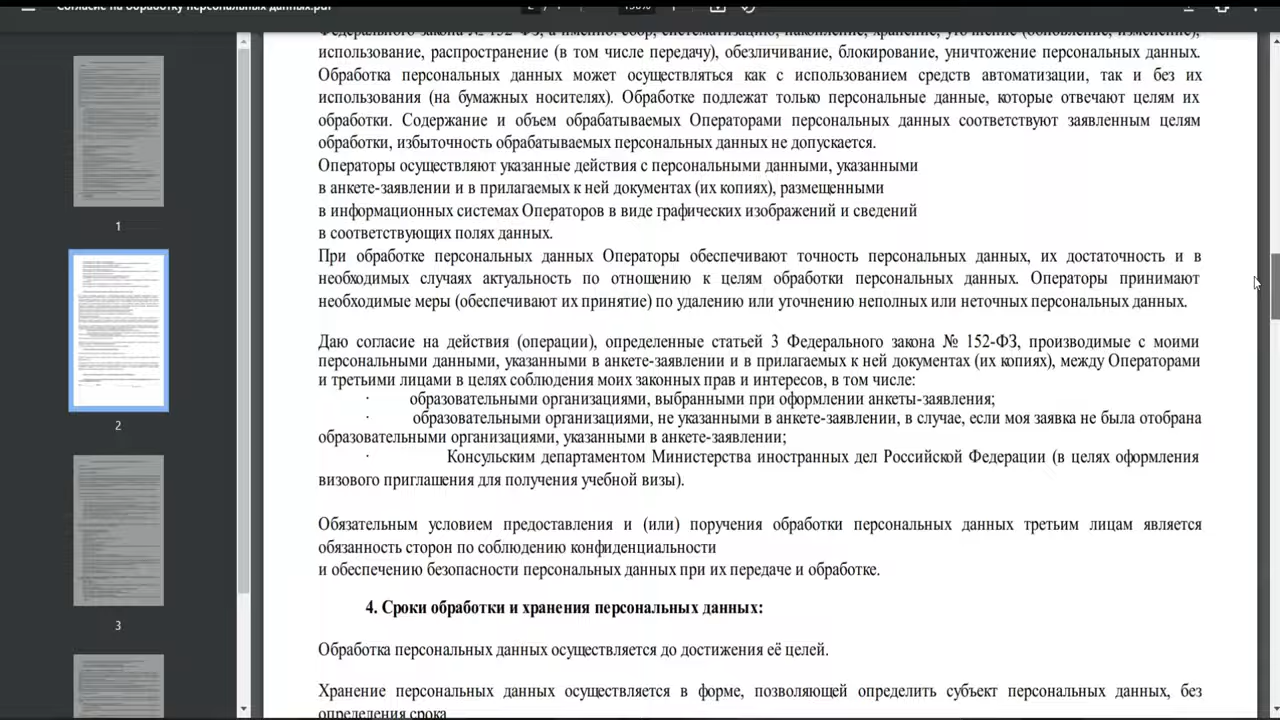 Согласие на обработку персональных данных.pdf
использование, распространение (в том числе передачу), обезличивание, блокирование, уничтожение персональных данных.
Обработка персональных данных может осуществляться как с использованием средств автоматизации, так и без их
использования (на бумажных носителях). Обработке подлежат только персональные данные, которые отвечают целям их
обработки. Содержание и объем обрабатываемых Операторами персональных данных соответствуют заявленным целям
обработки, избыточность обрабатываемых персональных данных не допускается.
Операторы осуществляют указанные действия с персональными данными, указанными
в анкете-заявлении и в прилагаемых к ней документах (их копиях), размещенными
в информационных системах Операторов в виде графических изображений и сведений
в соответствующих полях данных.
При обработке персональных данных Операторы обеспечивают точность персональных данных, их достаточность и в
необходимых случаях актуальность по отношению к целям обработки персональных данных. Операторы принимают
необходимые меры (обеспечивают их принятие) по удалению или уточнению неполных или неточных персональных данных.
Даю согласие на действия (операции), определенные статьей 3 Федерального закона № 152-ФЗ, производимые с моими
персональными данными, указанными в анкете-заявлении и в прилагаемых к ней документах (их копиях), между Операторами
и третьими лицами в целях соблюдения моих законных прав и интересов, в том числе:
· образовательными организациями, выбранными при оформлении анкеты-заявления;
· образовательными организациями, не указанными в анкете-заявлении, в случае, если моя заявка не была отобрана
образовательными организациями, указанными в анкете-заявлении;
· Консульским департаментом Министерства иностранных дел Российской Федерации (в целях оформления
визового приглашения для получения учебной визы).
Обязательным условием предоставления и (или) поручения обработки персональных данных третьим лицам является
обязанность сторон по соблюдению конфиденциальности
и обеспечению безопасности персональных данных при их передаче и обработке.
4. Сроки обработки и хранения персональных данных:
Обработка персональных данных осуществляется до достижения её целей.
Хранение персональных данных осуществляется в форме, позволяющей определить субъект персональных данных, без
определения срока
1
2
3